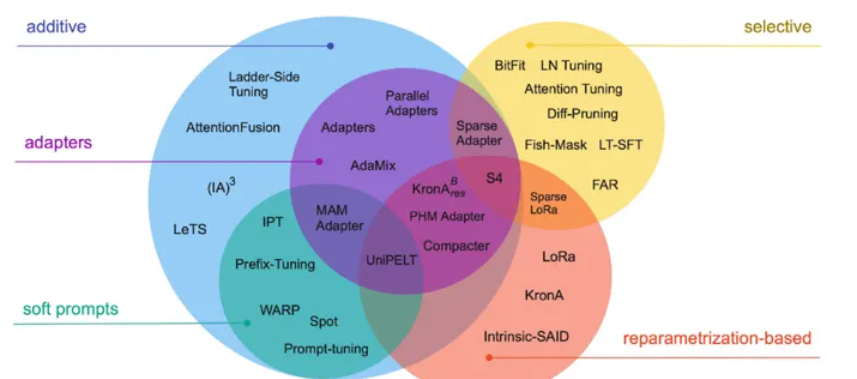 additive
selective
adapters
soft prompts
reparametrization-based
Ladder-Side
Tuning
AttentionFusion
(IA)³
LeTS
Parallel
Adapters
Adapters
AdaMix
Sparse
Adapter
S4
KronA^B_res
PHM Adapter
Compacter
MAM
Adapter
UniPELT
IPT
Prefix-Tuning
WARP
Spot
Prompt-tuning
BitFit LN Tuning
Attention Tuning
Diff-Pruning
Fish-Mask LT-SFT
FAR
Sparse
LoRa
LoRa
KronA
Intrinsic-SAID